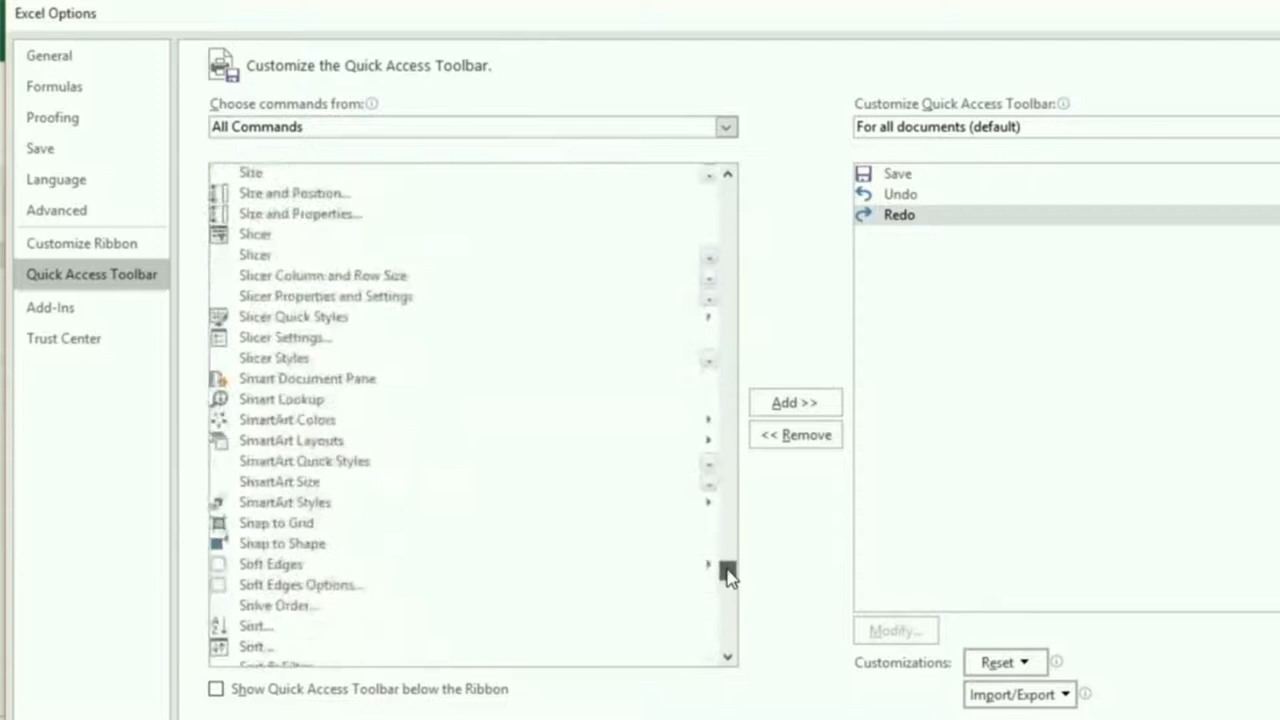 Excel Options
General
Formulas
Proofing
Save
Language
Advanced
Customize Ribbon
Quick Access Toolbar
Add-Ins
Trust Center
Customize the Quick Access Toolbar.
Choose commands from:
All Commands
Size
Size and Position...
Size and Properties...
Slicer
Slicer
Slicer Column and Row Size
Slicer Properties and Settings
Slicer Quick Styles
Slicer Settings...
Slicer Styles
Smart Document Pane
Smart Lookup
SmartArt Colors
SmartArt Layouts
SmartArt Quick Styles
SmartArt Size
SmartArt Styles
Snap to Grid
Snap to Shape
Soft Edges
Soft Edges Options...
Solve Order...
Sort...
Sort...
Sort & Filter
Show Quick Access Toolbar below the Ribbon
Add >>
<< Remove
Customize Quick Access Toolbar:
For all documents (default)
Save
Undo
Redo
Modify...
Customizations:
Reset
Import/Export